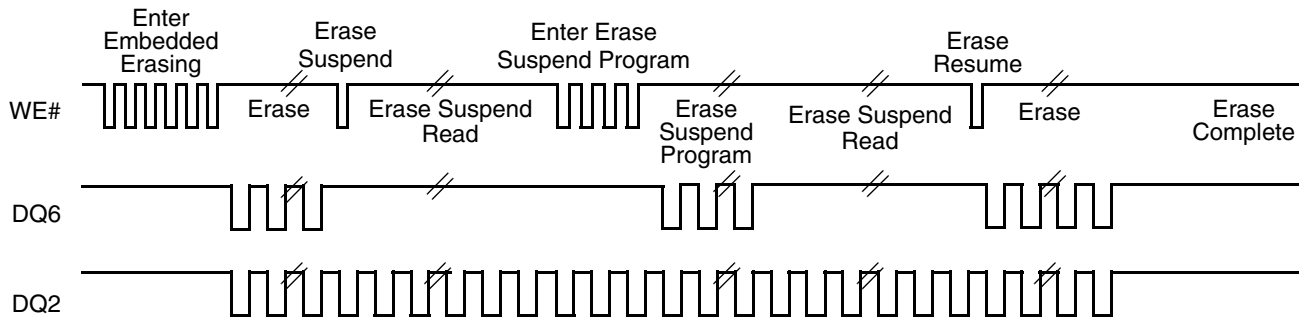 Enter
Embedded
Erasing
Erase
Suspend
Enter Erase
Suspend Program
Erase
Resume
WE#
Erase
Erase Suspend
Read
Erase
Suspend
Program
Erase Suspend
Read
Erase
Erase
Complete
DQ6
DQ2